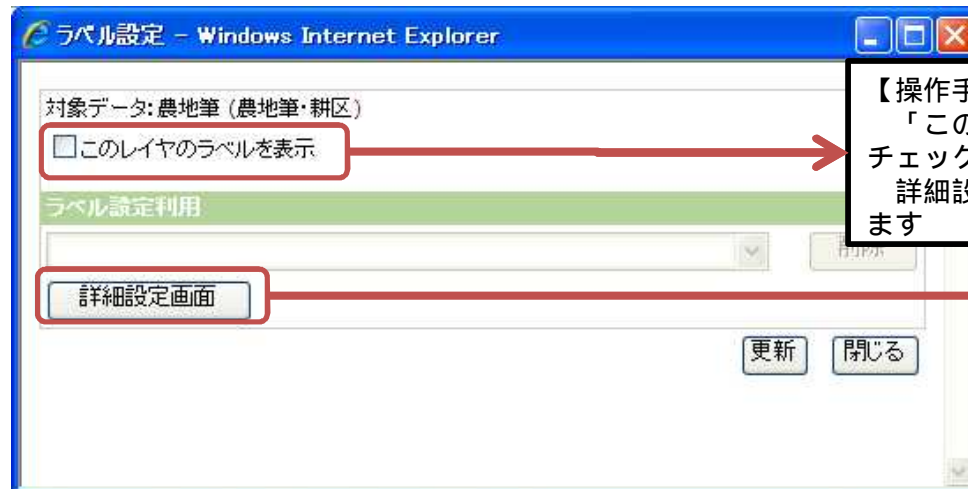 ラベル設定 - Windows Internet Explorer
対象データ:農地筆 (農地筆・耕区)
このレイヤのラベルを表示
【操作手
「この
チェック
詳細設
ます
ラベル設定利用
削除
詳細設定画面
更新
閉じる